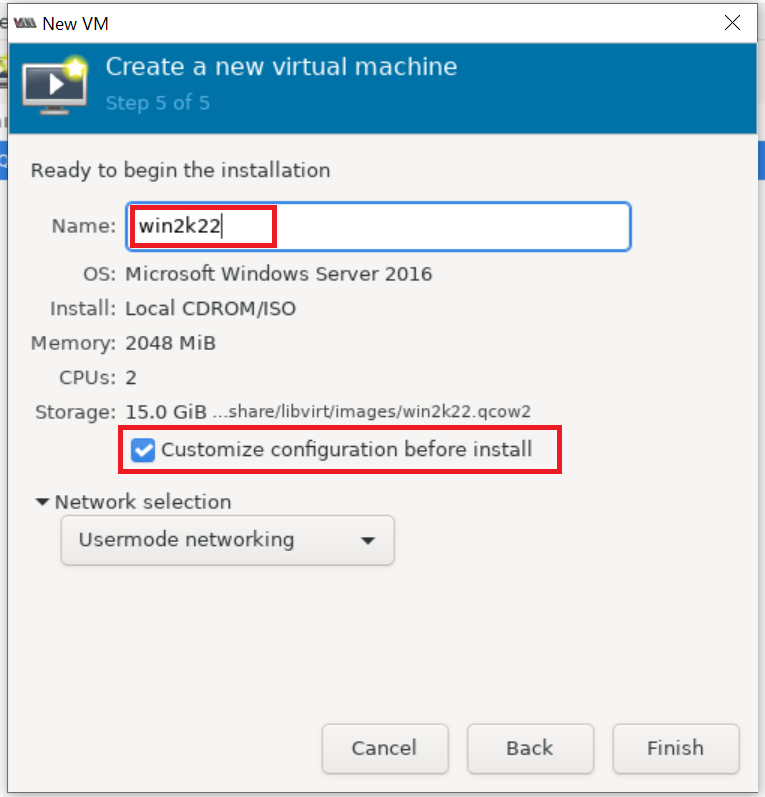 New VM
Create a new virtual machine
Step 5 of 5
Ready to begin the installation
Name: win2k22
OS: Microsoft Windows Server 2016
Install: Local CDROM/ISO
Memory: 2048 MiB
CPUs: 2
Storage: 15.0 GiB ...share/libvirt/images/win2k22.qcow2
Customize configuration before install
Network selection
Usermode networking
Cancel Back Finish